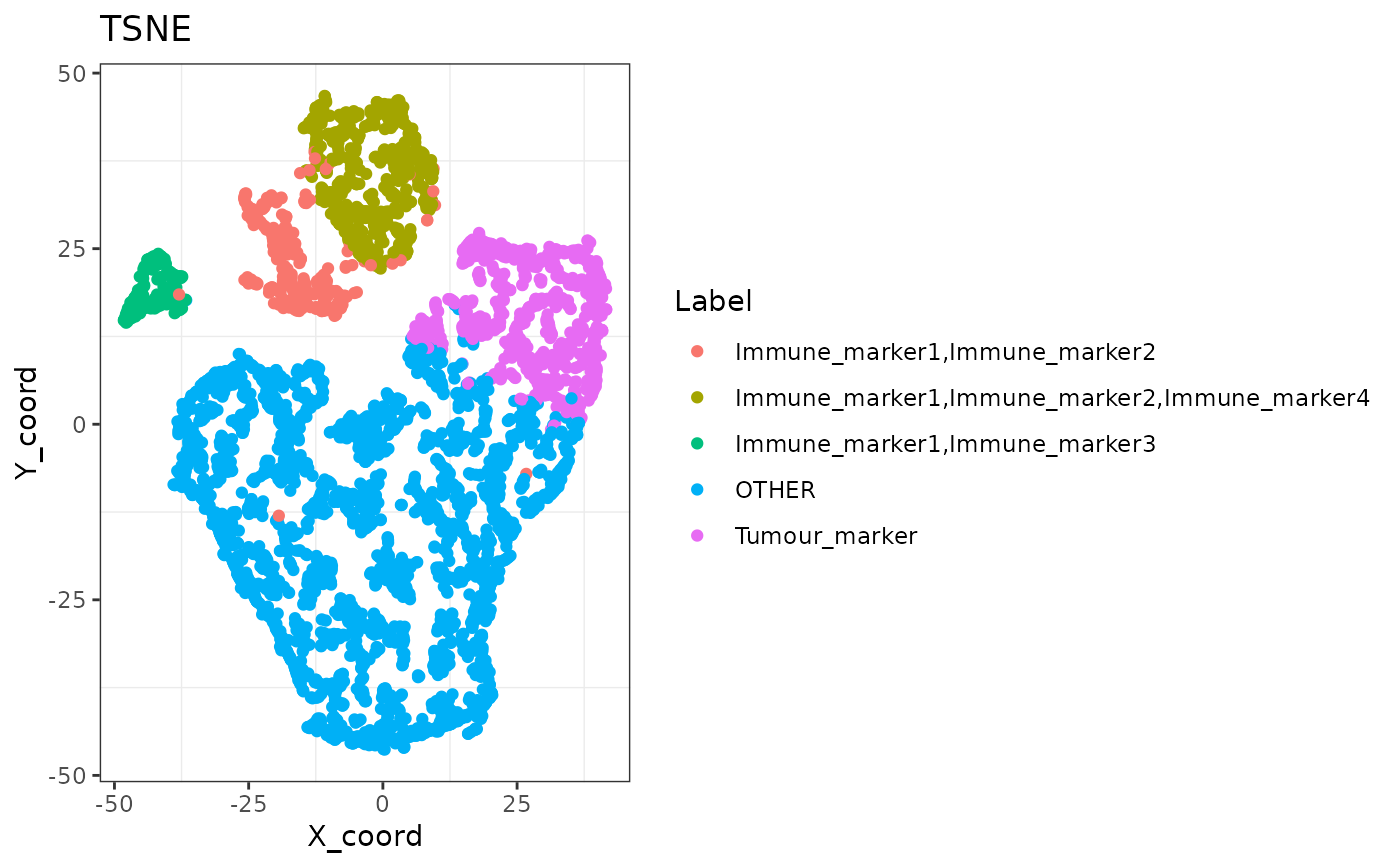 TSNE
50
25
0
-25
-50
Y_coord
-50
-25
0
25
X_coord
Label
Immune_marker1,Immune_marker2
Immune_marker1,Immune_marker2,Immune_marker4
Immune_marker1,Immune_marker3
OTHER
Tumour_marker